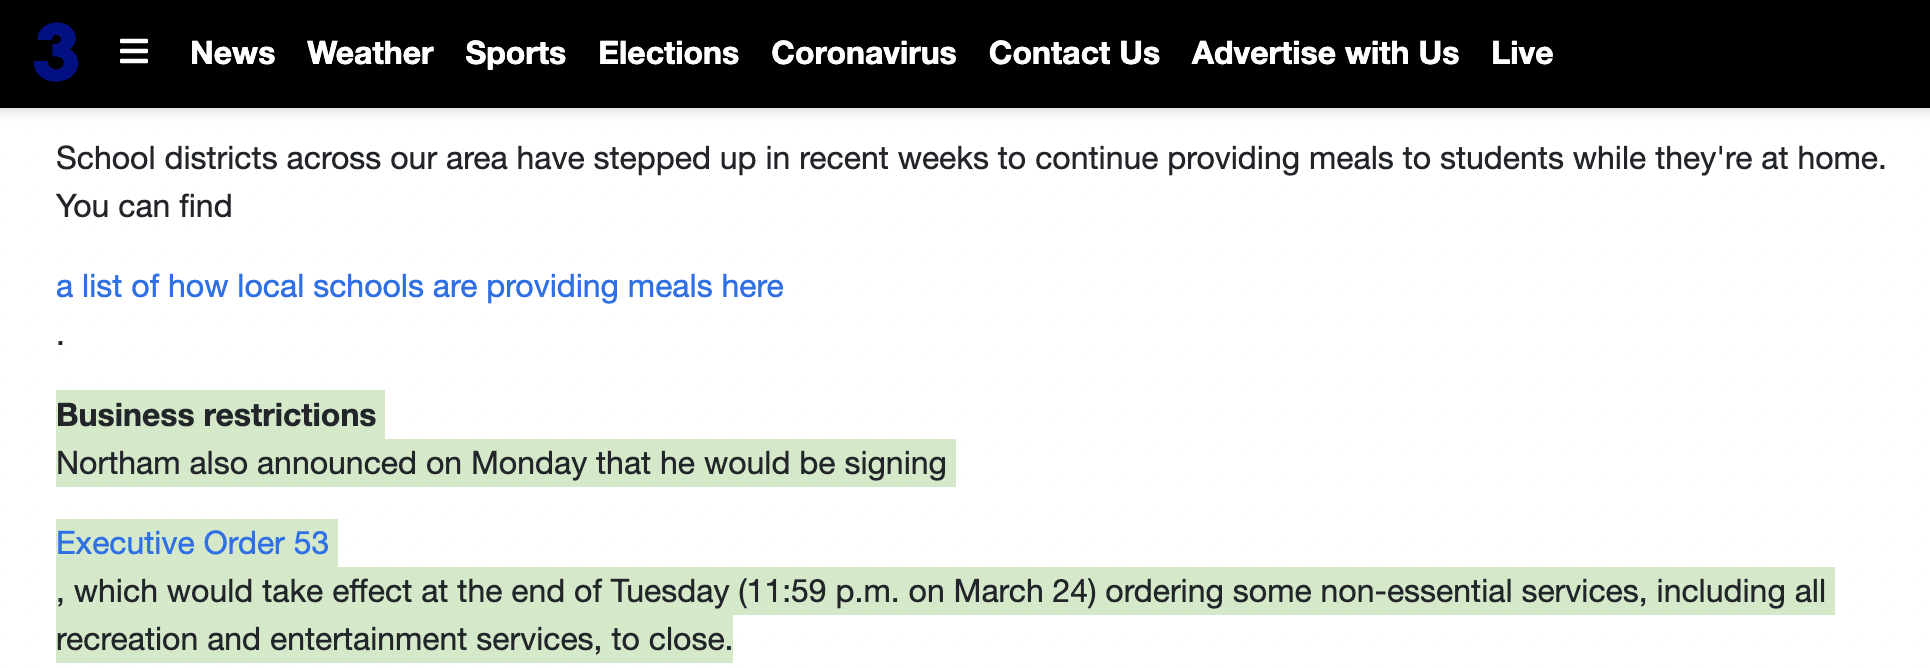 3 News Weather Sports Elections Coronavirus Contact Us Advertise with Us Live
School districts across our area have stepped up in recent weeks to continue providing meals to students while they're at home.
You can find
a list of how local schools are providing meals here
.
Business restrictions
Northam also announced on Monday that he would be signing
Executive Order 53
, which would take effect at the end of Tuesday (11:59 p.m. on March 24) ordering some non-essential services, including all
recreation and entertainment services, to close.